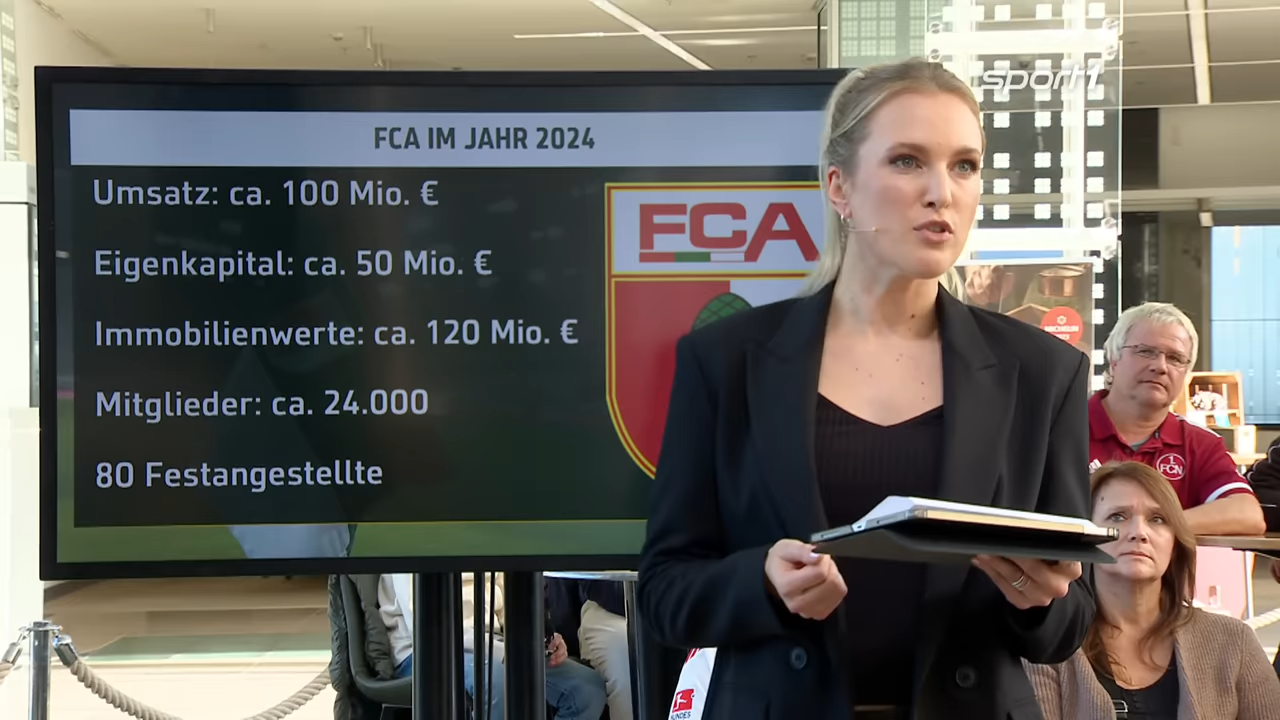 sport1
FCA IM JAHR 2024
Umsatz: ca. 100 Mio. €
Eigenkapital: ca. 50 Mio. €
Immobilienwerte: ca. 120 Mio. €
Mitglieder: ca. 24.000
80 Festangestellte
FCA
1.
FCN